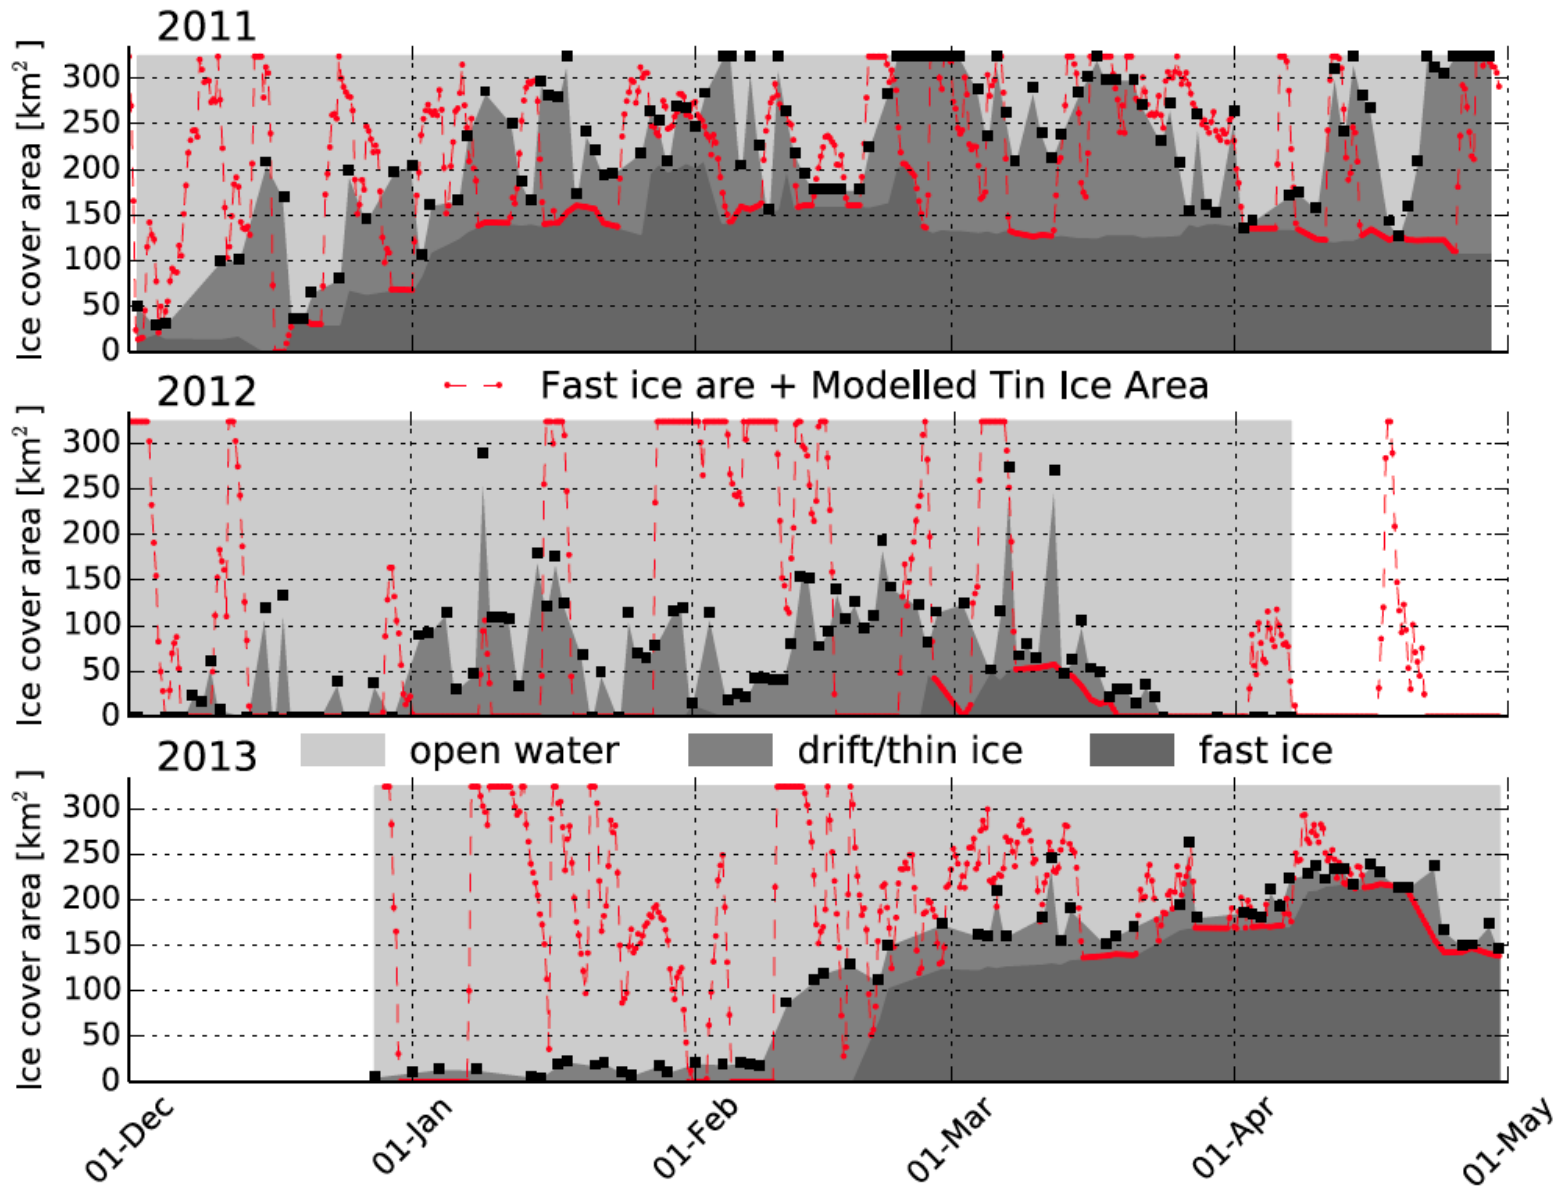 2011
Ice cover area [km²]
300
250
200
150
100
50
0
2012
Fast ice are + Modelled Tin Ice Area
Ice cover area [km²]
300
250
200
150
100
50
0
2013
open water
drift/thin ice
fast ice
Ice cover area [km²]
300
250
200
150
100
50
0
01-Dec
01-Jan
01-Feb
01-Mar
01-Apr
01-May